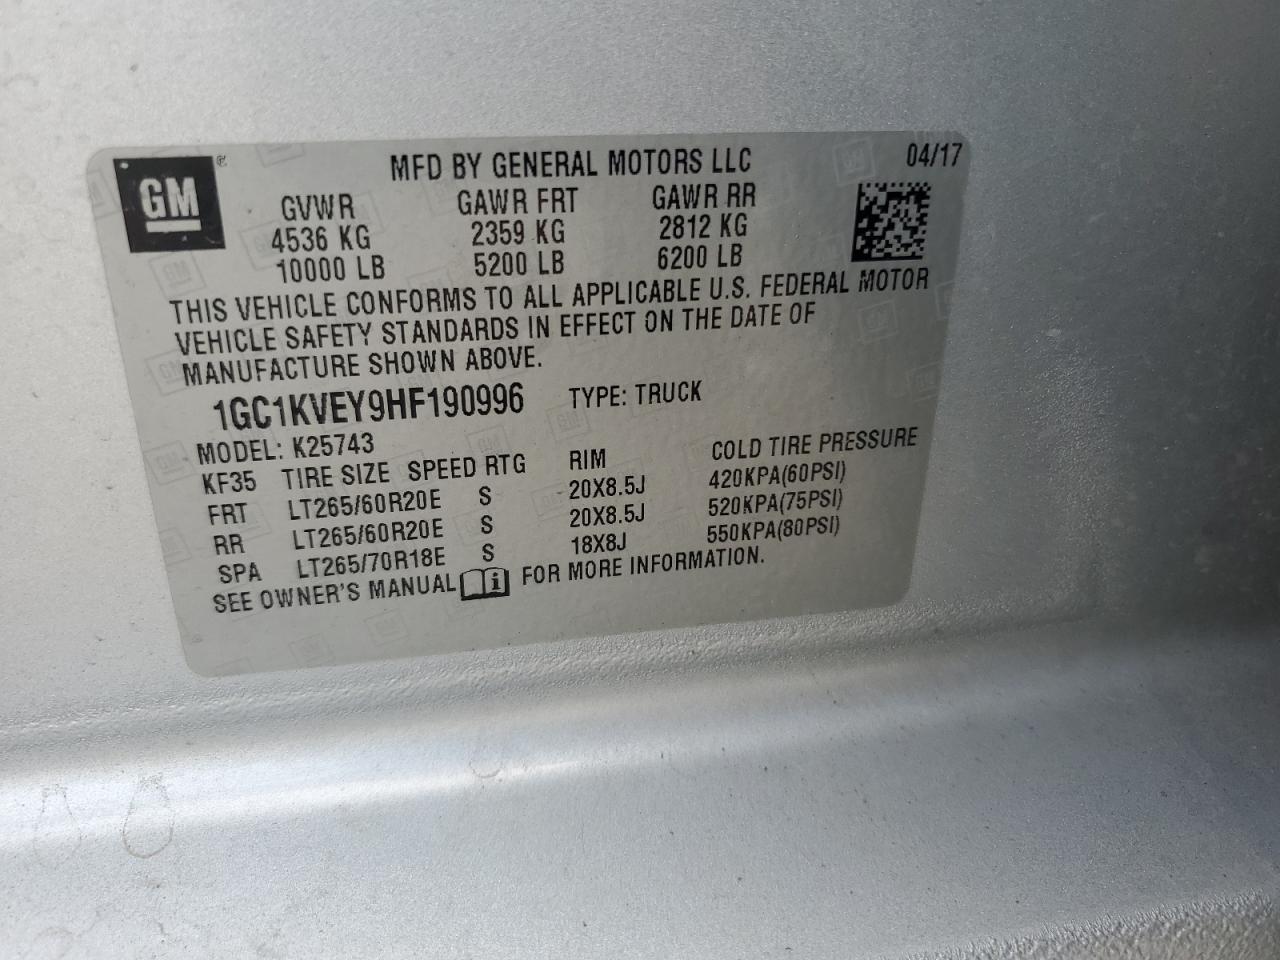 GM®
MFD BY GENERAL MOTORS LLC 04/17
GVWR GAWR FRT GAWR RR
4536 KG 2359 KG 2812 KG
10000 LB 5200 LB 6200 LB
THIS VEHICLE CONFORMS TO ALL APPLICABLE U.S. FEDERAL MOTOR
VEHICLE SAFETY STANDARDS IN EFFECT ON THE DATE OF
MANUFACTURE SHOWN ABOVE.
1GC1KVEY9HF190996 TYPE: TRUCK
MODEL: K25743
KF35 TIRE SIZE SPEED RTG RIM COLD TIRE PRESSURE
FRT LT265/60R20E S 20X8.5J 420KPA(60PSI)
RR LT265/60R20E S 20X8.5J 520KPA(75PSI)
SPA LT265/70R18E S 18X8J 550KPA(80PSI)
SEE OWNER'S MANUAL FOR MORE INFORMATION.